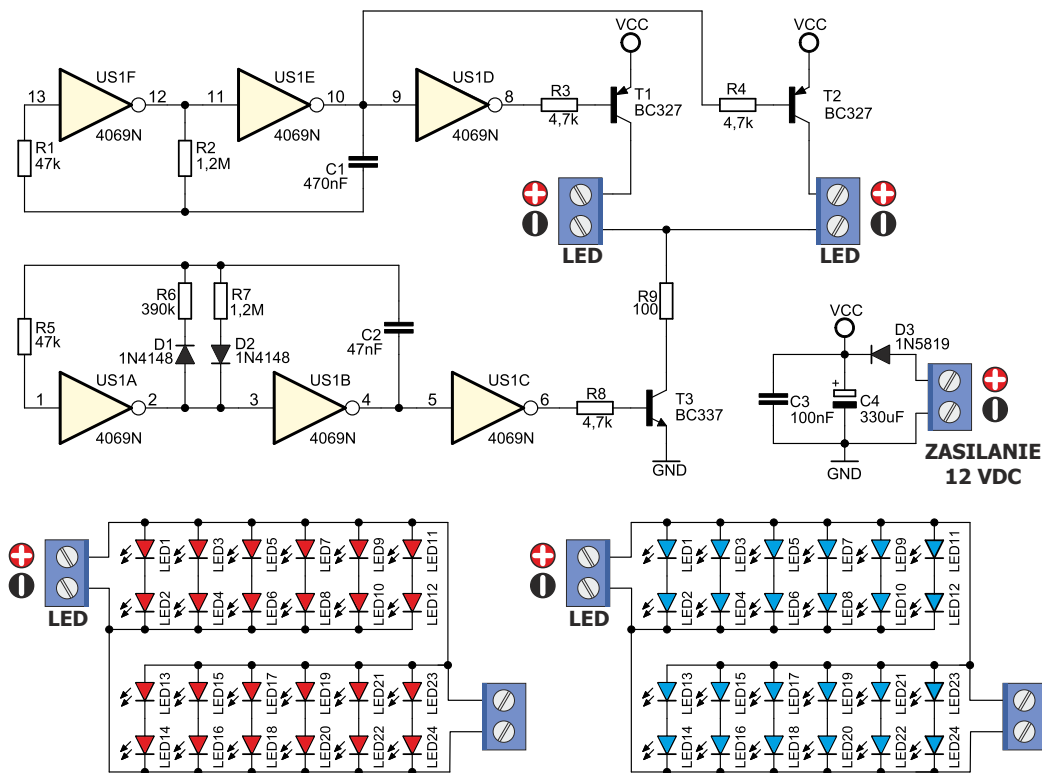 VCC VCC
US1F US1E US1D
13 12 11 10 9 8
R3 4,7k
T1 BC327
R4 4,7k
T2 BC327
4069N 4069N 4069N
R1 47k
R2 1,2M
C1 470nF
LED LED
R6 390k
R7 1,2M
R9 100
R5 47k
D1 1N4148
D2 1N4148
C2 47nF
VCC
D3 1N5819
US1A US1B US1C
1 2 3 4 5 6
R8 4,7k
T3 BC337
4069N 4069N 4069N
C3 100nF
+
C4 330uF
GND GND
ZASILANIE
12 VDC
LED1 LED3 LED5 LED7 LED9 LED11
LED2 LED4 LED6 LED8 LED10 LED12
LED
LED13 LED15 LED17 LED19 LED21 LED23
LED14 LED16 LED18 LED20 LED22 LED24
LED1 LED3 LED5 LED7 LED9 LED11
LED2 LED4 LED6 LED8 LED10 LED12
LED
LED13 LED15 LED17 LED19 LED21 LED23
LED14 LED16 LED18 LED20 LED22 LED24